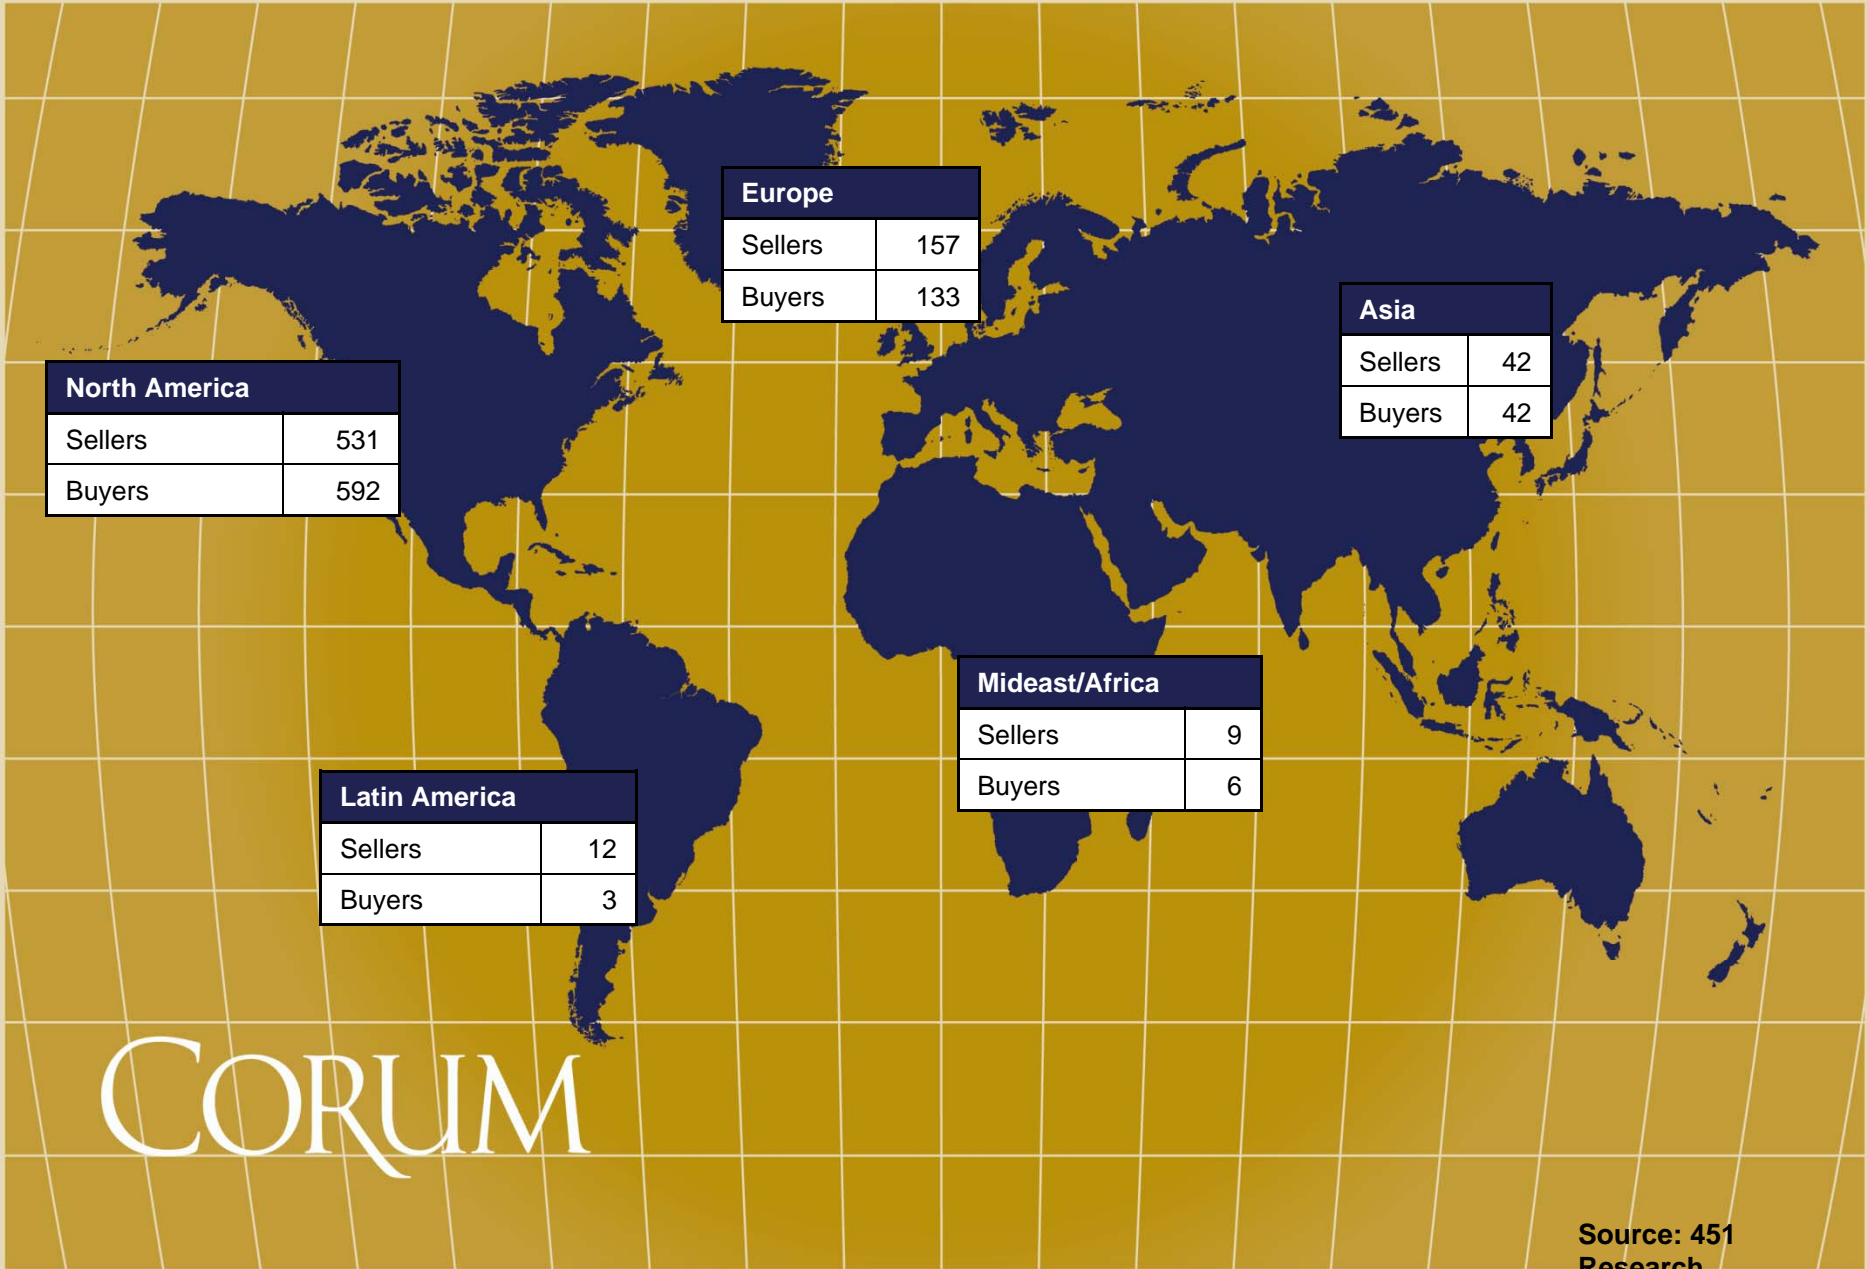 Europe
Sellers 157
Buyers 133
Asia
Sellers 42
Buyers 42
North America
Sellers 531
Buyers 592
Mideast/Africa
Sellers 9
Buyers 6
Latin America
Sellers 12
Buyers 3
CORUM
Source: 451
Research